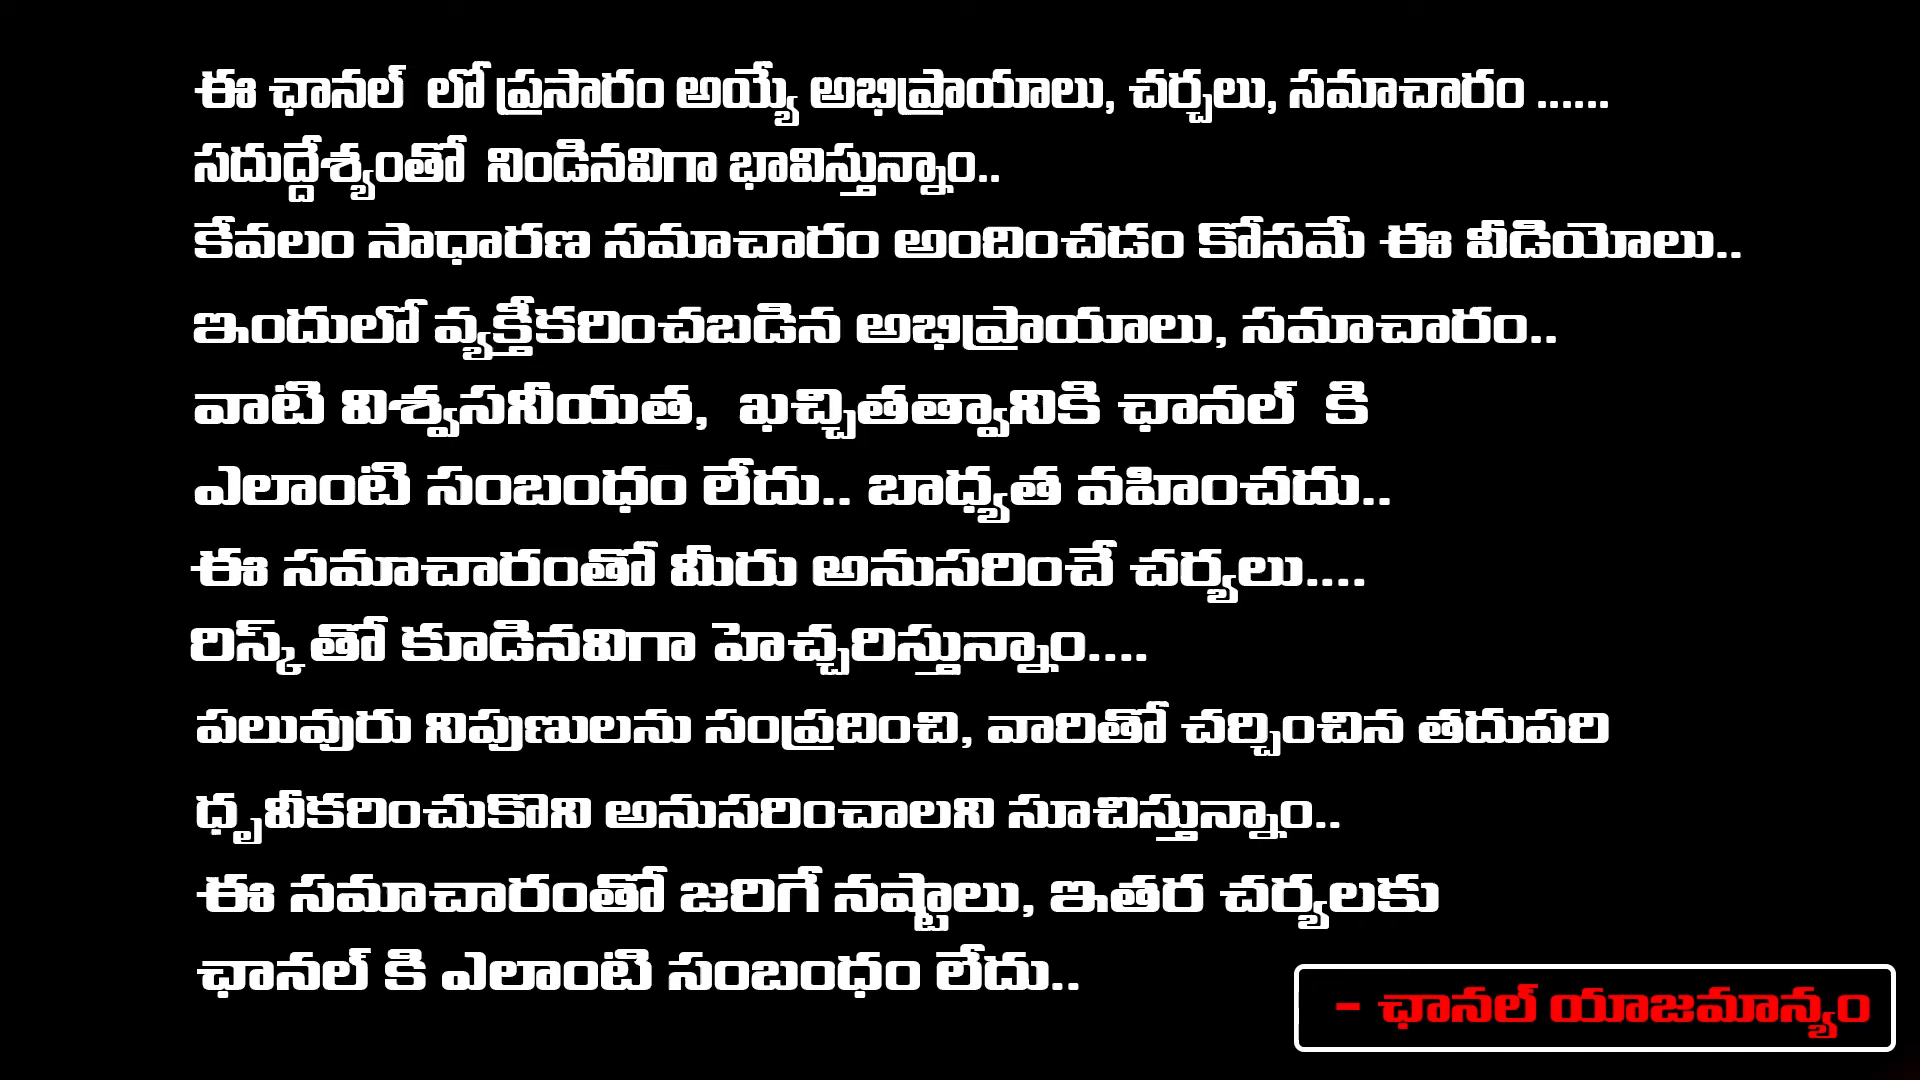 ఈ ఛానల్ లో ప్రసారం అయ్యే అభిప్రాయాలు, చర్చలు, సమాచారం ......
సదుద్దేశ్యంతో నిండినవిగా భావిస్తున్నాం..
కేవలం సాధారణ సమాచారం అందించడం కోసమే ఈ వీడియోలు..
ఇందులో వ్యక్తీకరించబడిన అభిప్రాయాలు, సమాచారం..
వాటి విశ్వసనీయత, ఖచ్చితత్వానికి ఛానల్ కి
ఎలాంటి సంబంధం లేదు.. బాధ్యత వహించదు..
ఈ సమాచారంతో మీరు అనుసరించే చర్యలు....
రిస్క్ తో కూడినవిగా హెచ్చరిస్తున్నాం....
పలువురు నిపుణులను సంప్రదించి, వారితో చర్చించిన తదుపరి
ధృవీకరించుకొని అనుసరించాలని సూచిస్తున్నాం..
ఈ సమాచారంతో జరిగే నష్టాలు, ఇతర చర్యలకు
ఛానల్ కి ఎలాంటి సంబంధం లేదు..
- ఛానల్ యాజమాన్యం